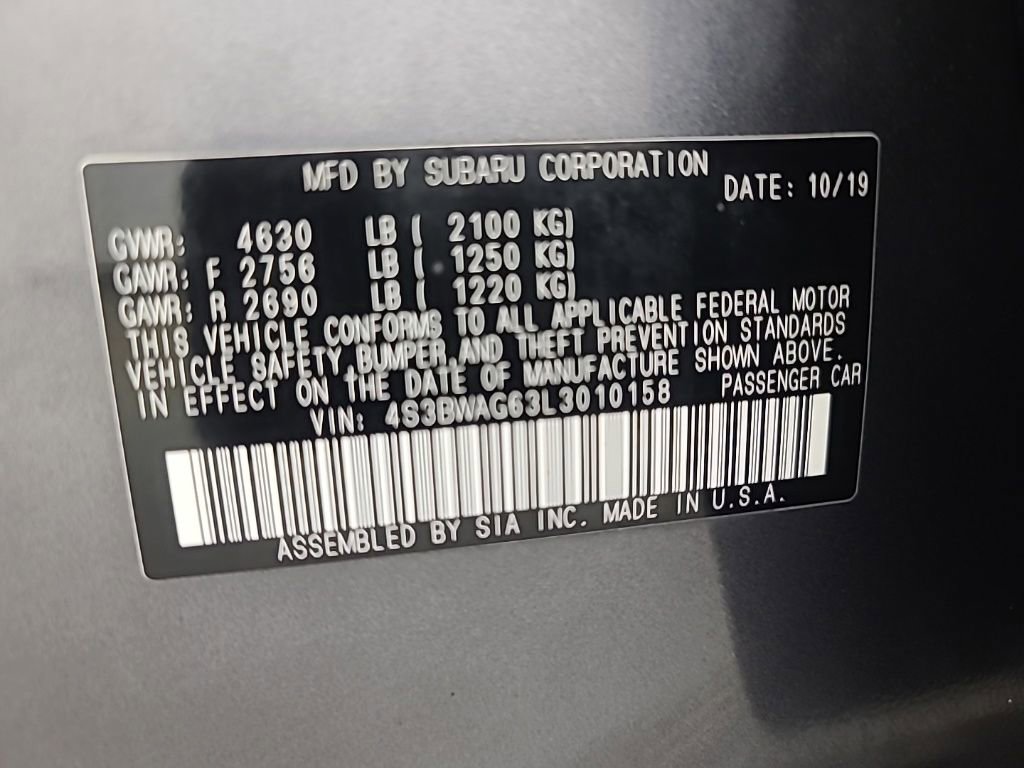 MFD BY SUBARU CORPORATION DATE: 10/19
GVWR: 4630 LB ( 2100 KG)
GAWR: F 2756 LB ( 1250 KG)
GAWR: R 2690 LB ( 1220 KG)
THIS VEHICLE CONFORMS TO ALL APPLICABLE FEDERAL MOTOR
VEHICLE SAFETY BUMPER AND THEFT PREVENTION STANDARDS
IN EFFECT ON THE DATE OF MANUFACTURE SHOWN ABOVE.
VIN: 4S3BWAG63L3010158 PASSENGER CAR
ASSEMBLED BY SIA INC. MADE IN U.S.A.